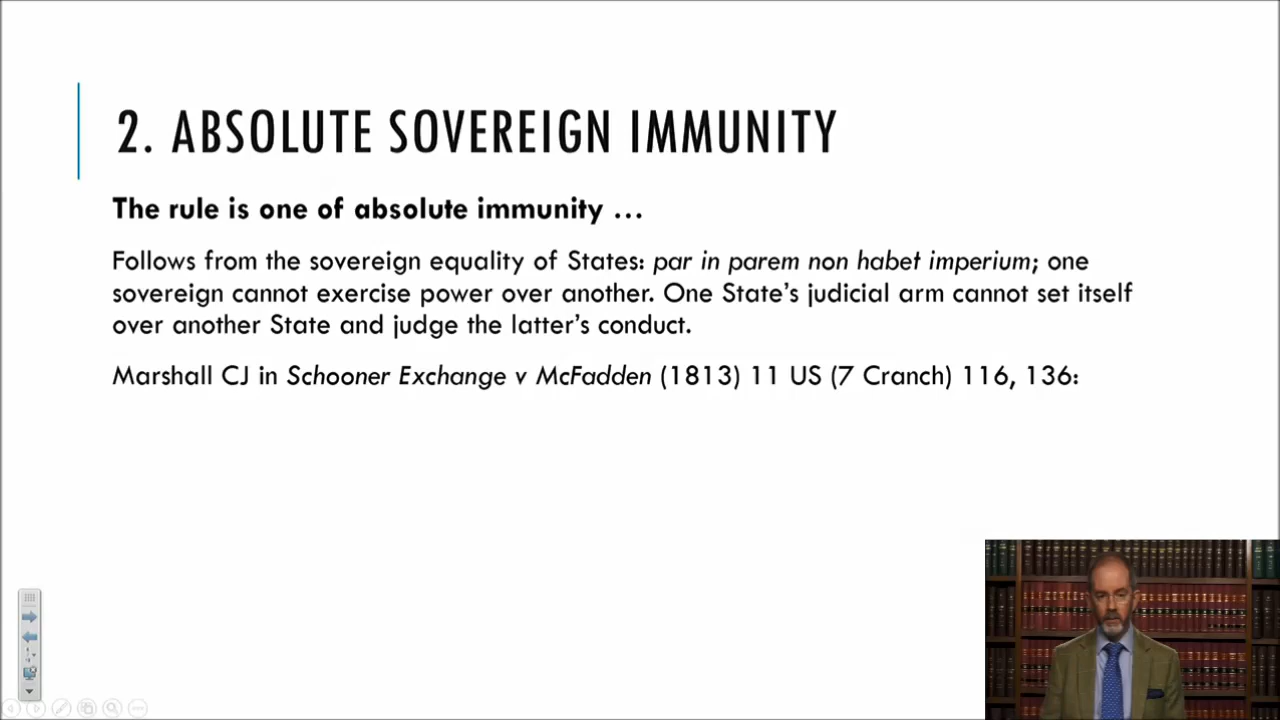 2. ABSOLUTE SOVEREIGN IMMUNITY
The rule is one of absolute immunity …
Follows from the sovereign equality of States: par in parem non habet imperium; one
sovereign cannot exercise power over another. One State’s judicial arm cannot set itself
over another State and judge the latter’s conduct.
Marshall CJ in Schooner Exchange v McFadden (1813) 11 US (7 Cranch) 116, 136: